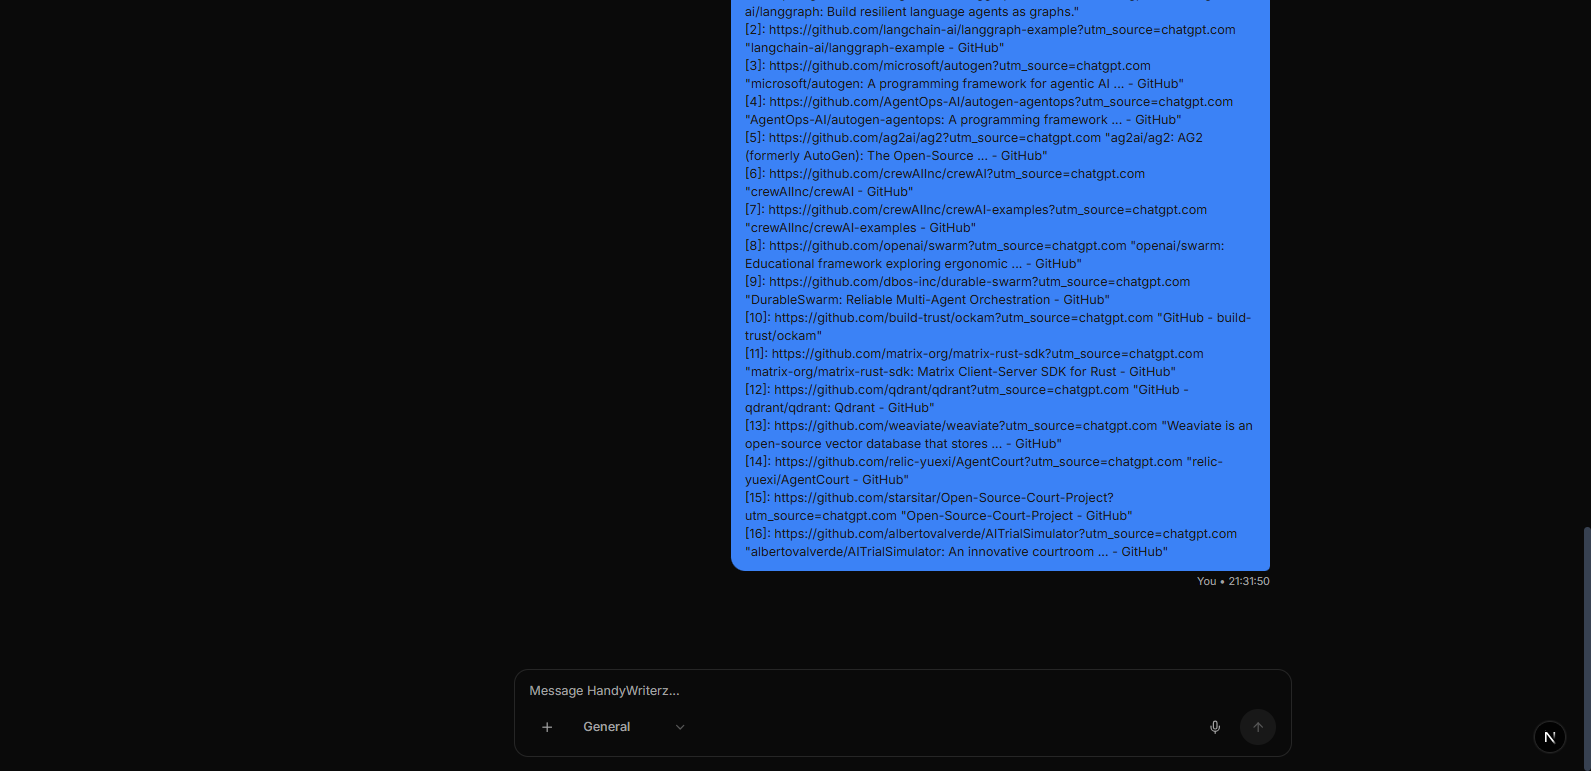 ai/langgraph: Build resilient language agents as graphs."
[2]: https://github.com/langchain-ai/langgraph-example?utm_source=chatgpt.com
"langchain-ai/langgraph-example - GitHub"
[3]: https://github.com/microsoft/autogen?utm_source=chatgpt.com
"microsoft/autogen: A programming framework for agentic AI ... - GitHub"
[4]: https://github.com/AgentOps-AI/autogen-agentops?utm_source=chatgpt.com
"AgentOps-AI/autogen-agentops: A programming framework ... - GitHub"
[5]: https://github.com/ag2ai/ag2?utm_source=chatgpt.com "ag2ai/ag2: AG2
(formerly AutoGen): The Open-Source ... - GitHub"
[6]: https://github.com/crewAIInc/crewAI?utm_source=chatgpt.com
"crewAIInc/crewAI - GitHub"
[7]: https://github.com/crewAIInc/crewAI-examples?utm_source=chatgpt.com
"crewAIInc/crewAI-examples - GitHub"
[8]: https://github.com/openai/swarm?utm_source=chatgpt.com "openai/swarm:
Educational framework exploring ergonomic ... - GitHub"
[9]: https://github.com/dbos-inc/durable-swarm?utm_source=chatgpt.com
"DurableSwarm: Reliable Multi-Agent Orchestration - GitHub"
[10]: https://github.com/build-trust/ockam?utm_source=chatgpt.com "GitHub - build-
trust/ockam"
[11]: https://github.com/matrix-org/matrix-rust-sdk?utm_source=chatgpt.com
"matrix-org/matrix-rust-sdk: Matrix Client-Server SDK for Rust - GitHub"
[12]: https://github.com/qdrant/qdrant?utm_source=chatgpt.com "GitHub -
qdrant/qdrant: Qdrant - GitHub"
[13]: https://github.com/weaviate/weaviate?utm_source=chatgpt.com "Weaviate is an
open-source vector database that stores ... - GitHub"
[14]: https://github.com/relic-yuexi/AgentCourt?utm_source=chatgpt.com "relic-
yuexi/AgentCourt - GitHub"
[15]: https://github.com/starsitar/Open-Source-Court-Project?
utm_source=chatgpt.com "Open-Source-Court-Project - GitHub"
[16]: https://github.com/albertovalverde/AITrialSimulator?utm_source=chatgpt.com
"albertovalverde/AITrialSimulator: An innovative courtroom ... - GitHub"
You • 21:31:50
Message HandyWriterz...
General
N